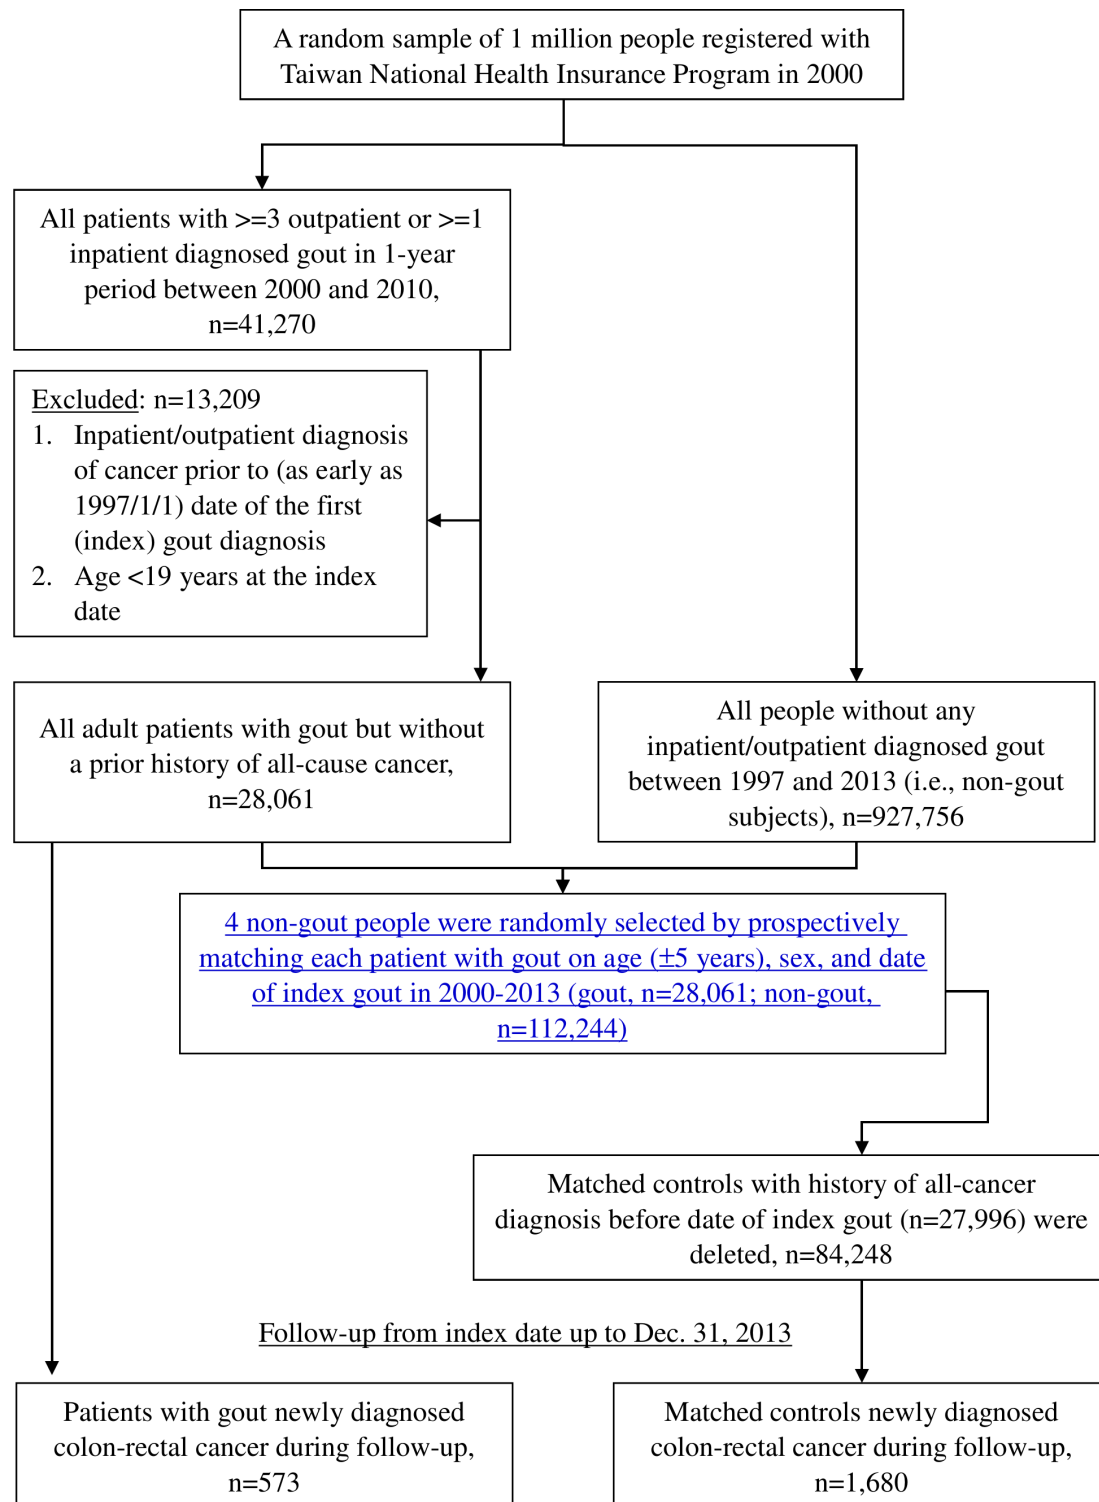 A random sample of 1 million people registered with
Taiwan National Health Insurance Program in 2000
All patients with >=3 outpatient or >=1
inpatient diagnosed gout in 1-year
period between 2000 and 2010,
n=41,270
Excluded: n=13,209
1. Inpatient/outpatient diagnosis
of cancer prior to (as early as
1997/1/1) date of the first
(index) gout diagnosis
2. Age <19 years at the index
date
All adult patients with gout but without
a prior history of all-cause cancer,
n=28,061
All people without any
inpatient/outpatient diagnosed gout
between 1997 and 2013 (i.e., non-gout
subjects), n=927,756
4 non-gout people were randomly selected by prospectively
matching each patient with gout on age (±5 years), sex, and date
of index gout in 2000-2013 (gout, n=28,061; non-gout,
n=112,244)
Matched controls with history of all-cancer
diagnosis before date of index gout (n=27,996) were
deleted, n=84,248
Follow-up from index date up to Dec. 31, 2013
Patients with gout newly diagnosed
colon-rectal cancer during follow-up,
n=573
Matched controls newly diagnosed
colon-rectal cancer during follow-up,
n=1,680